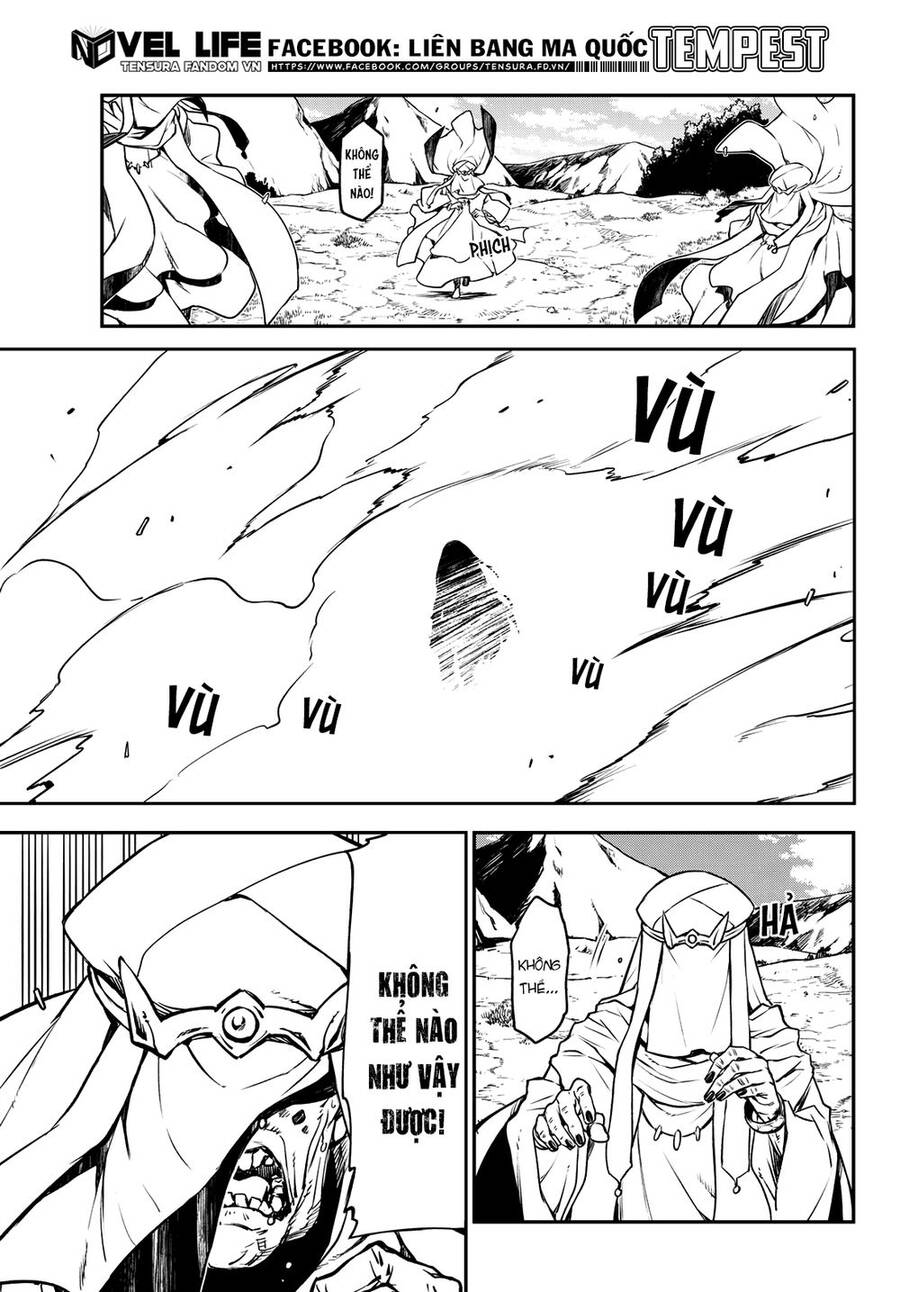 NOVEL LIFE
TENSURA FANDOM VN
FACEBOOK: LIÊN BANG MA QUỐC TEMPEST
HTTPS://WWW.FACEBOOK.COM/GROUPS/TENSURA.FD.VN/
KHÔNG
THỂ
NÀO!
PHỊCH
VÙ
VÙ
VÙ
VÙ
VÙ
VÙ
HẢ
KHÔNG
THỂ...
KHÔNG
THỂ NÀO
NHƯ VẬY
ĐƯỢC!